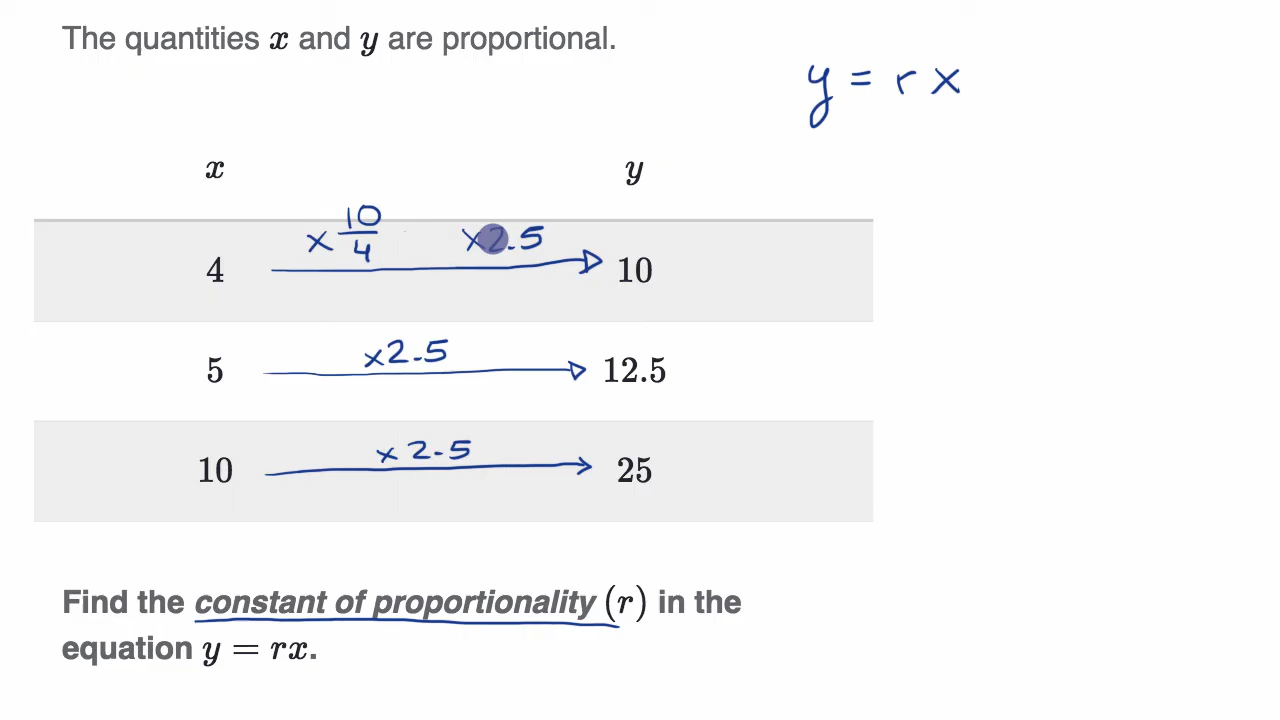 The quantities x and y are proportional.
y = r x
x y
× 10/4 ×2.5
4 10
×2.5
5 12.5
×2.5
10 25
Find the constant of proportionality (r) in the
equation y = rx.